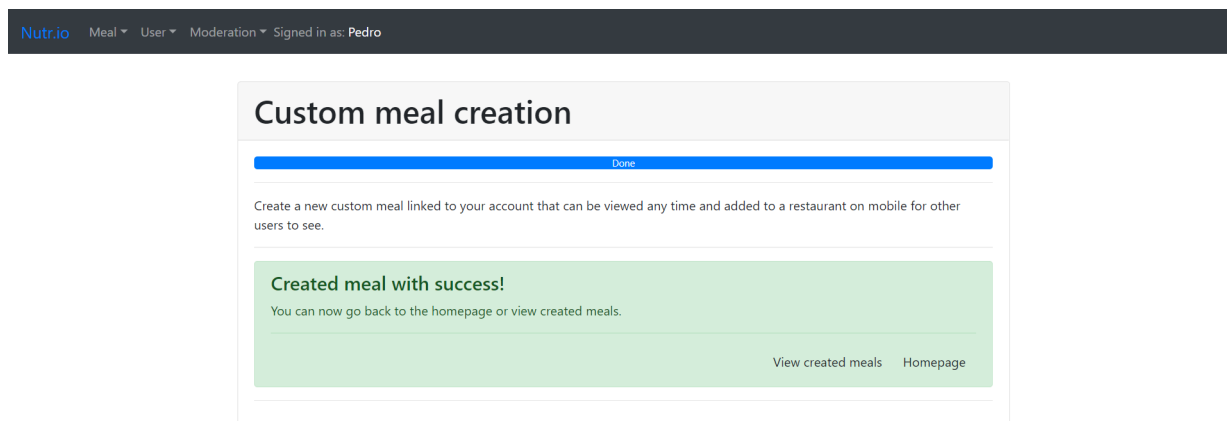 Nutr.io Meal User Moderation Signed in as: Pedro
Custom meal creation
Done
Create a new custom meal linked to your account that can be viewed any time and added to a restaurant on mobile for other
users to see.
Created meal with success!
You can now go back to the homepage or view created meals.
View created meals Homepage